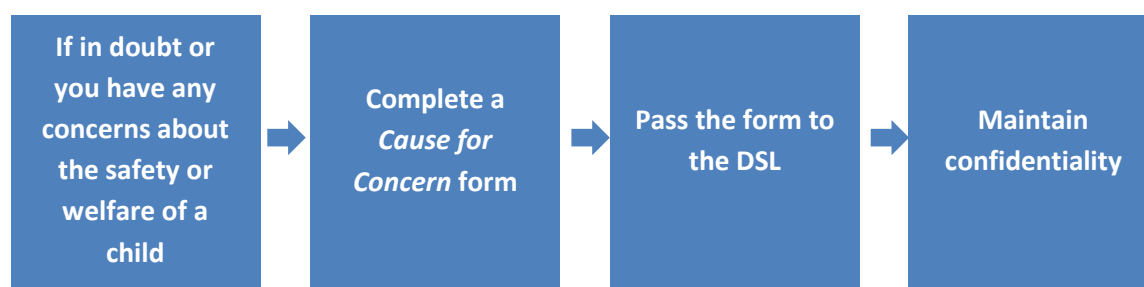 If in doubt or
you have any
concerns about
the safety or
welfare of a
child
Complete a
Cause for
Concern form
Pass the form to
the DSL
Maintain
confidentiality